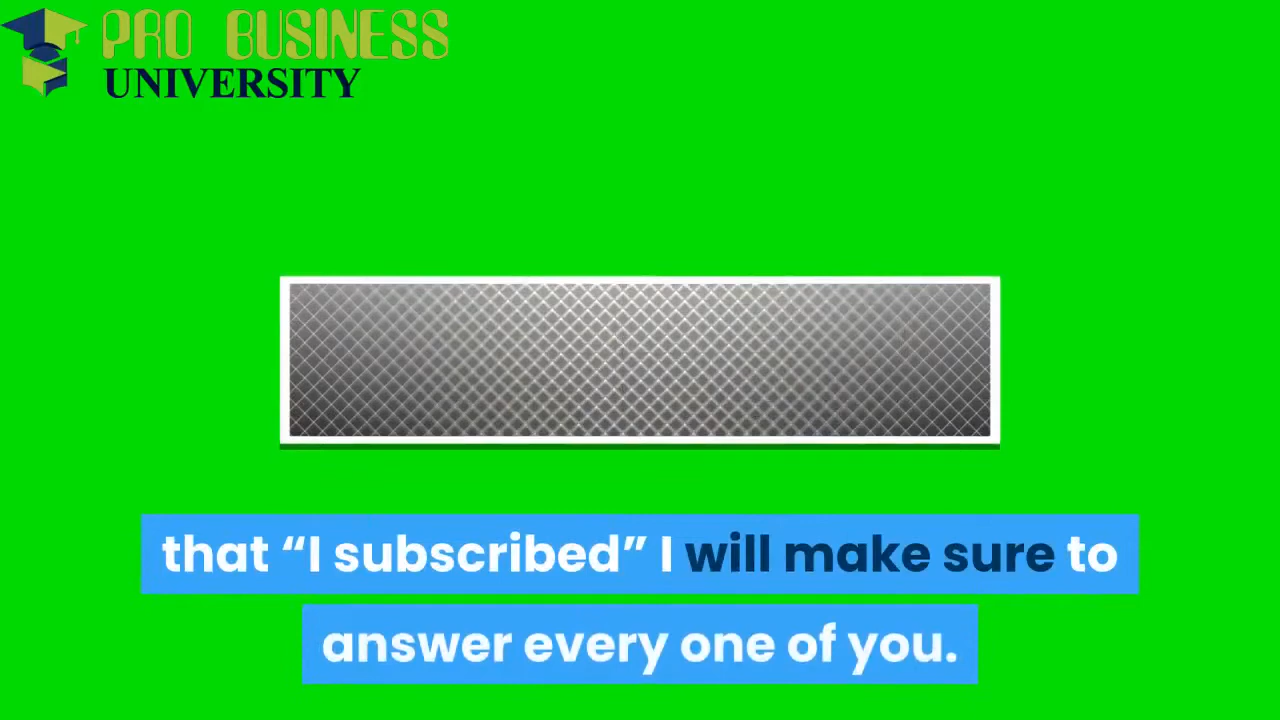 PRO BUSINESS
UNIVERSITY
that “I subscribed” I will make sure to
answer every one of you.